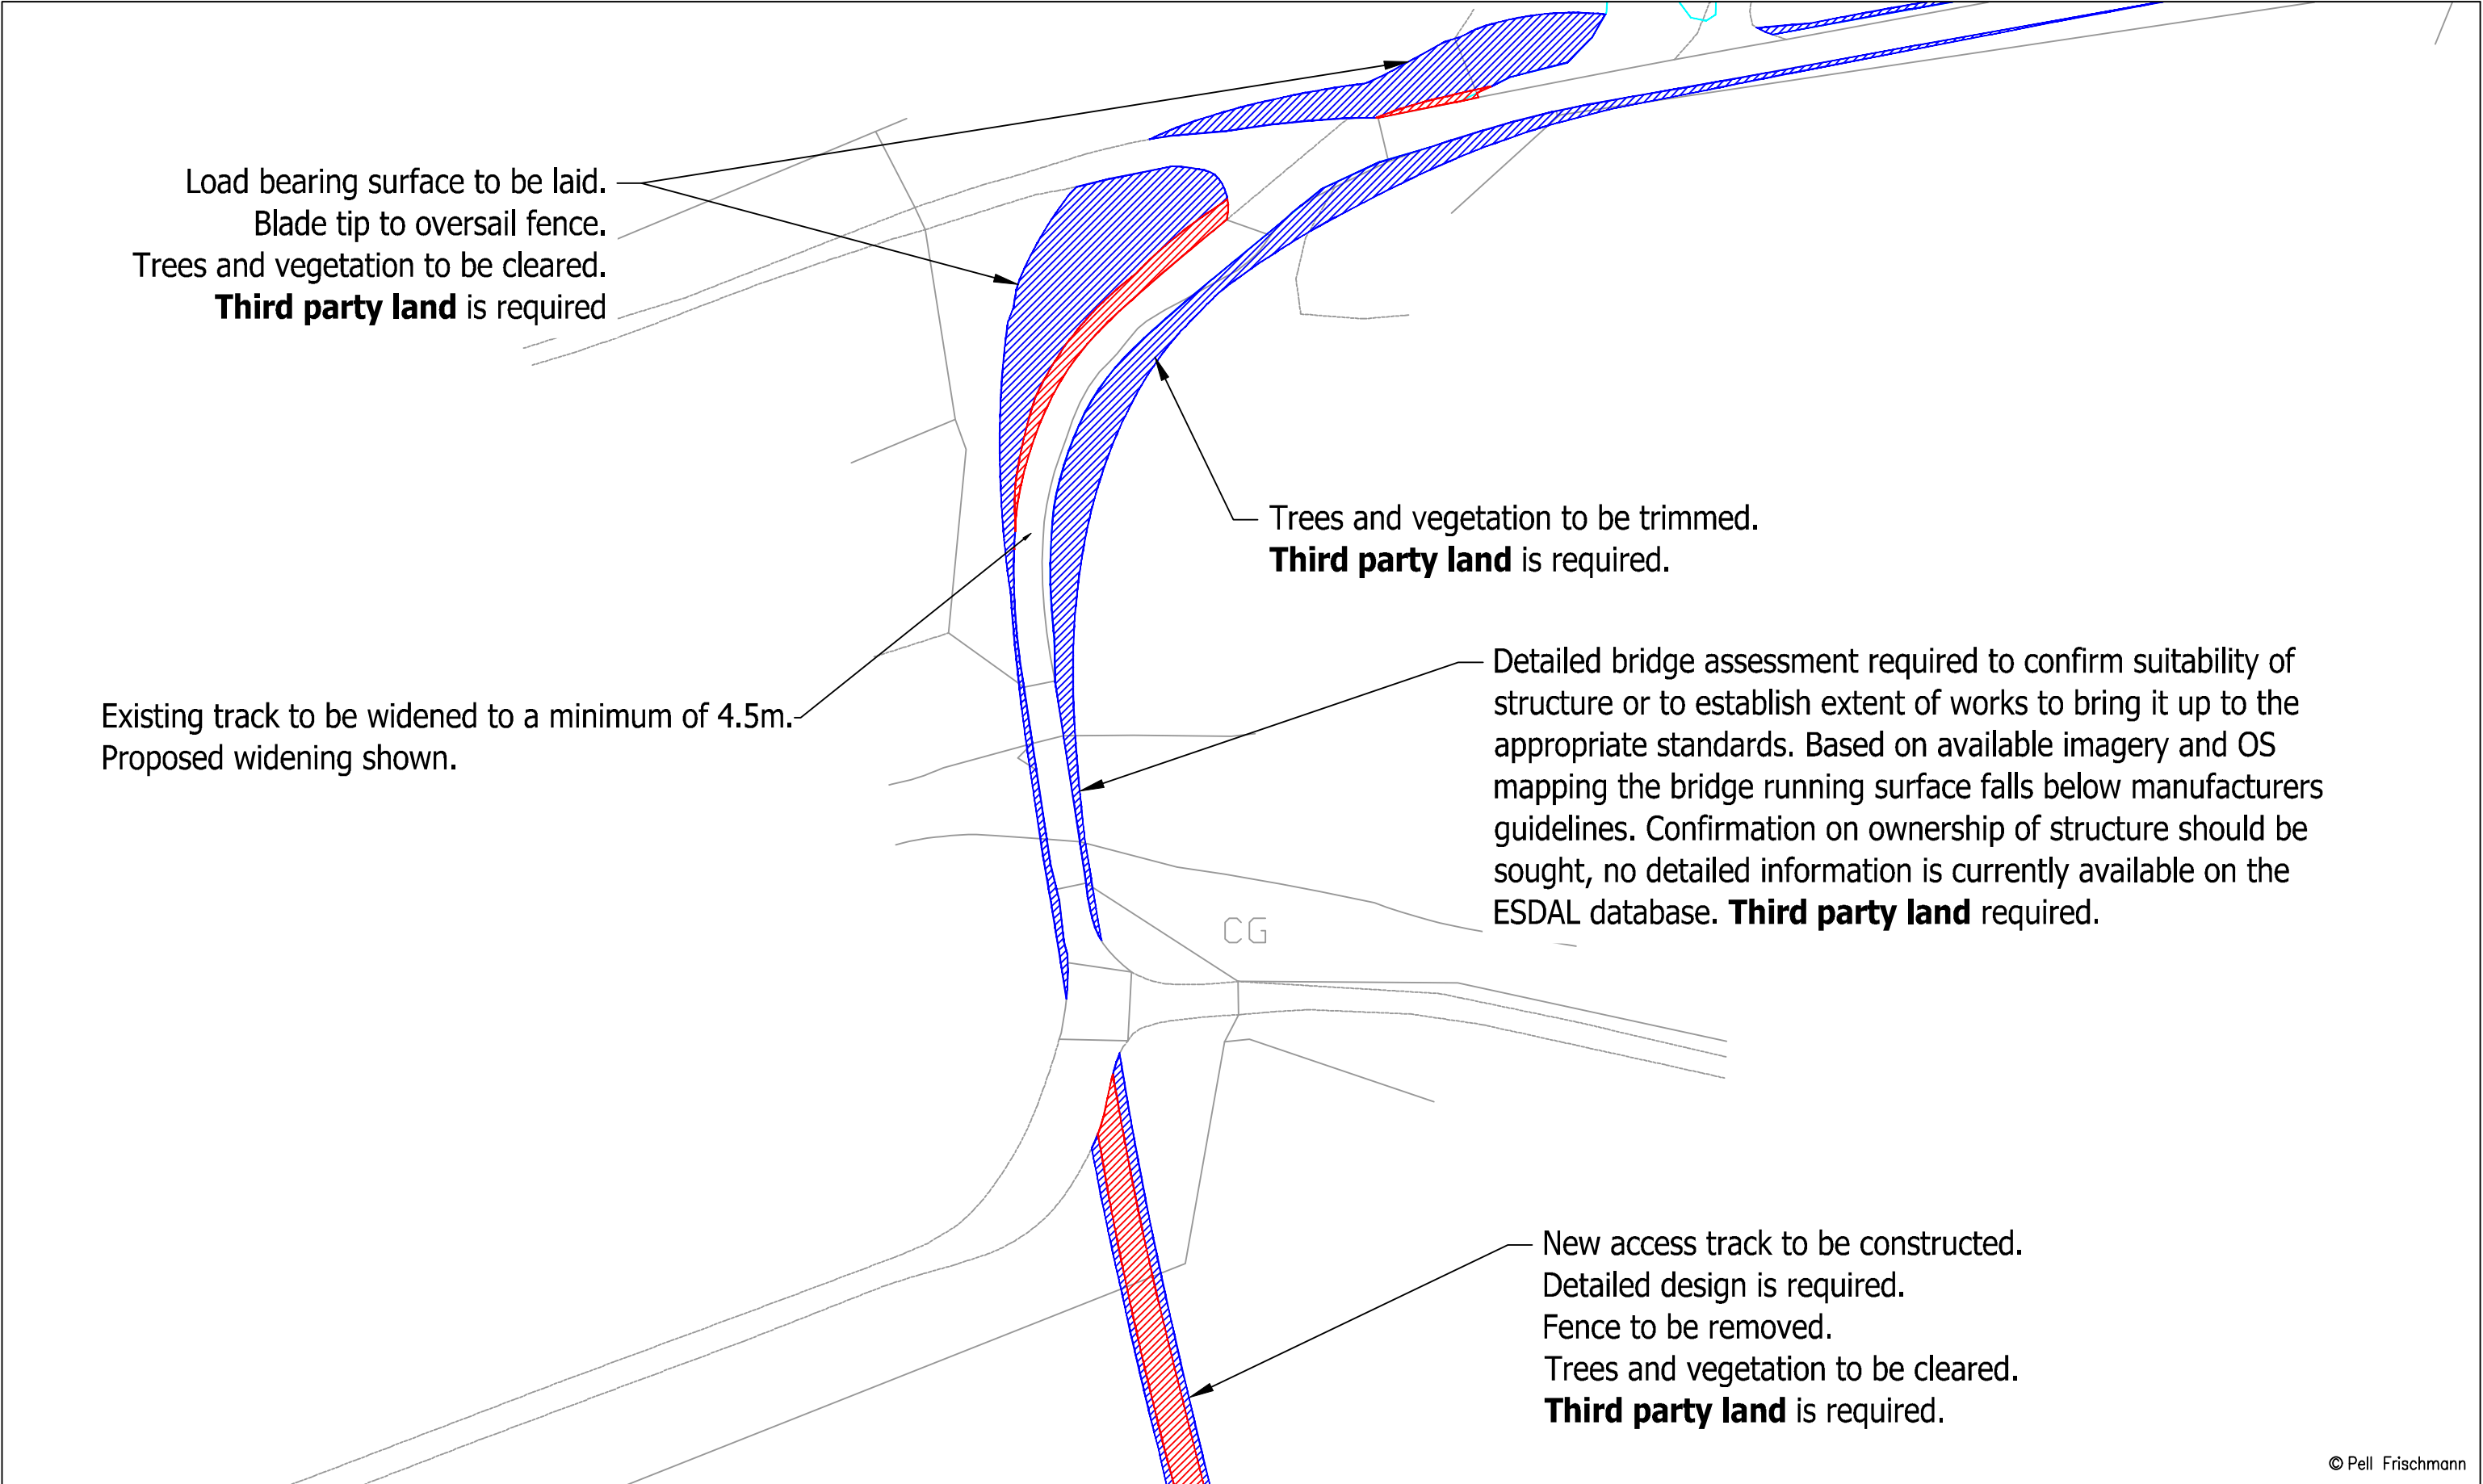 Load bearing surface to be laid.
Blade tip to oversail fence.
Trees and vegetation to be cleared.
Third party land is required
Trees and vegetation to be trimmed.
Third party land is required.
Existing track to be widened to a minimum of 4.5m.
Proposed widening shown.
Detailed bridge assessment required to confirm suitability of
structure or to establish extent of works to bring it up to the
appropriate standards. Based on available imagery and OS
mapping the bridge running surface falls below manufacturers
guidelines. Confirmation on ownership of structure should be
sought, no detailed information is currently available on the
ESDAL database. Third party land required.
CG
New access track to be constructed.
Detailed design is required.
Fence to be removed.
Trees and vegetation to be cleared.
Third party land is required.
© Pell Frischmann